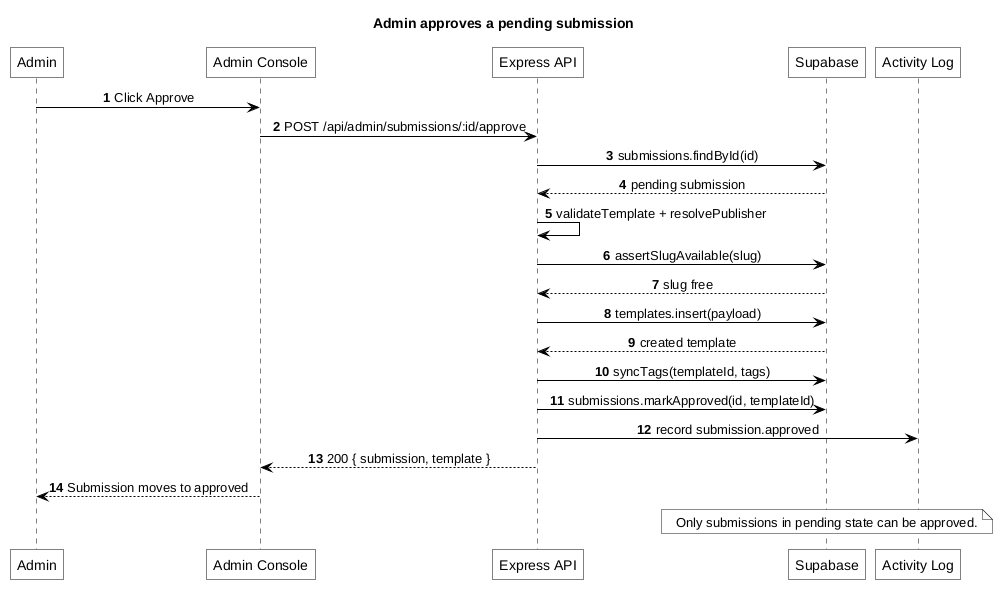 Admin approves a pending submission
Admin
Admin Console
Express API
Supabase
Activity Log
1 Click Approve
2 POST /api/admin/submissions/:id/approve
3 submissions.findById(id)
4 pending submission
5 validateTemplate + resolvePublisher
6 assertSlugAvailable(slug)
7 slug free
8 templates.insert(payload)
9 created template
10 syncTags(templateId, tags)
11 submissions.markApproved(id, templateId)
12 record submission.approved
13 200 { submission, template }
14 Submission moves to approved
Only submissions in pending state can be approved.
Admin
Admin Console
Express API
Supabase
Activity Log